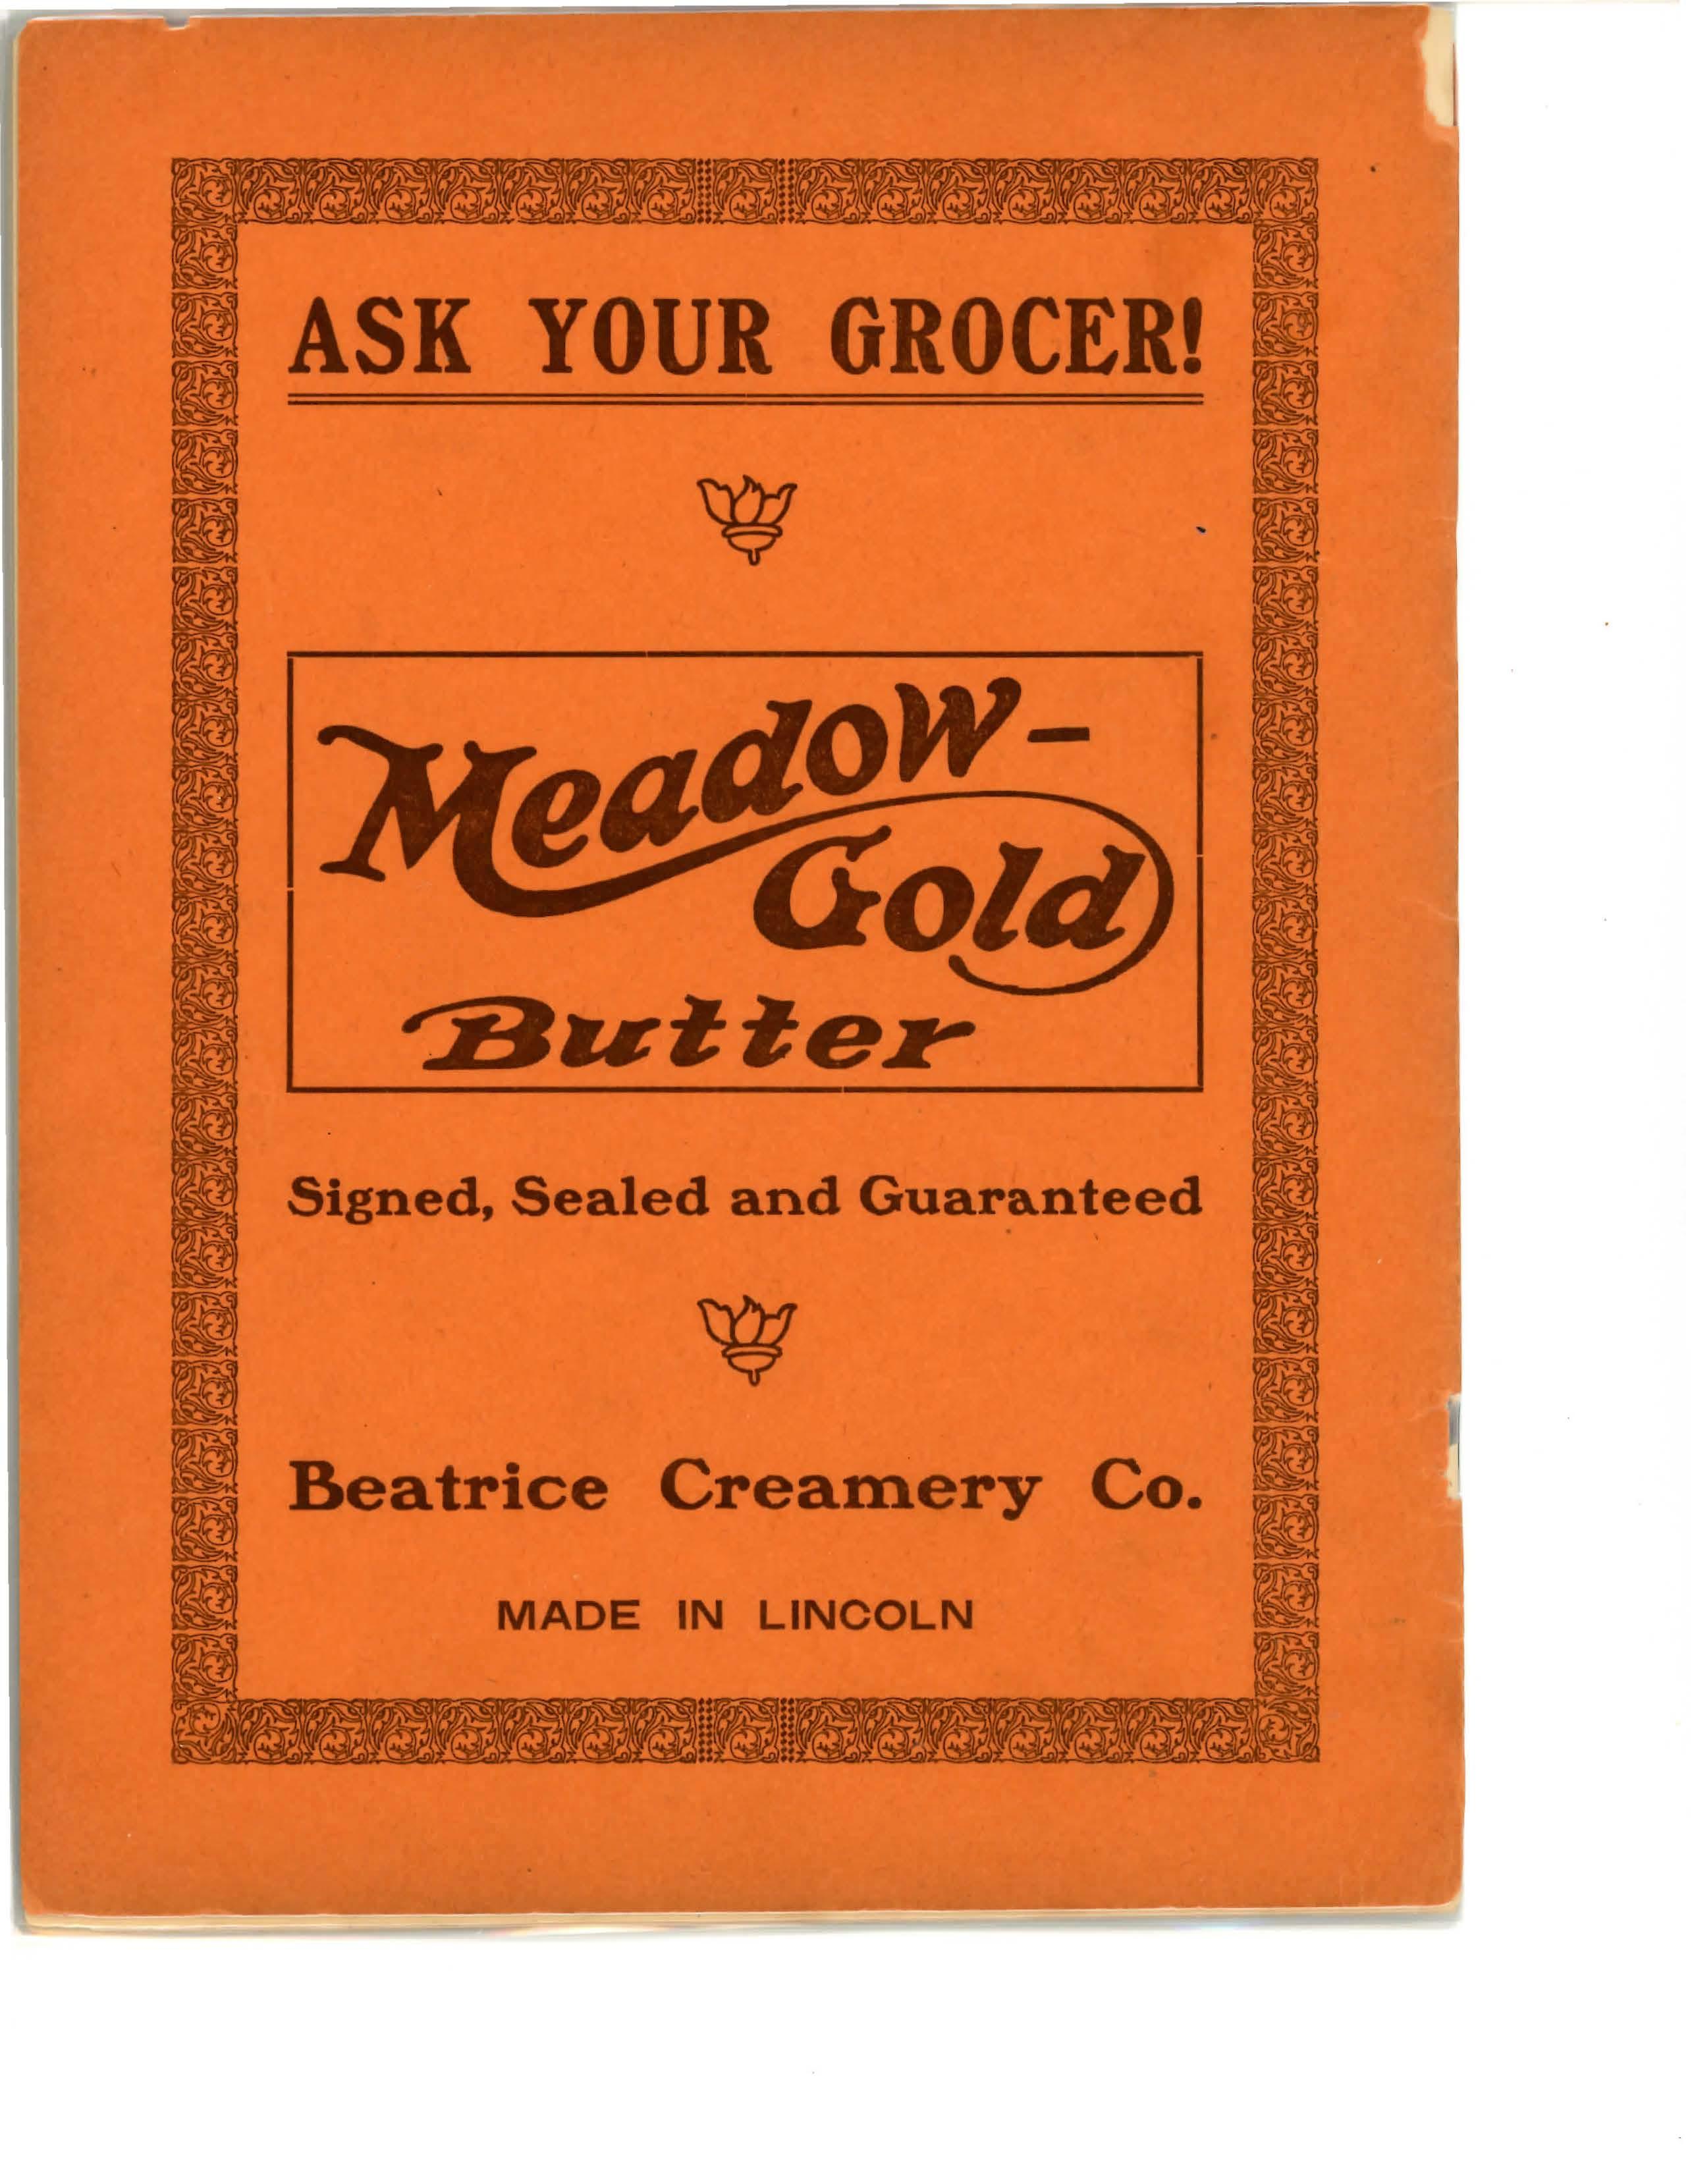 ASK YOUR GROCER!
Meadow-
Gold
Butter
Signed, Sealed and Guaranteed
Beatrice Creamery Co.
MADE IN LINCOLN